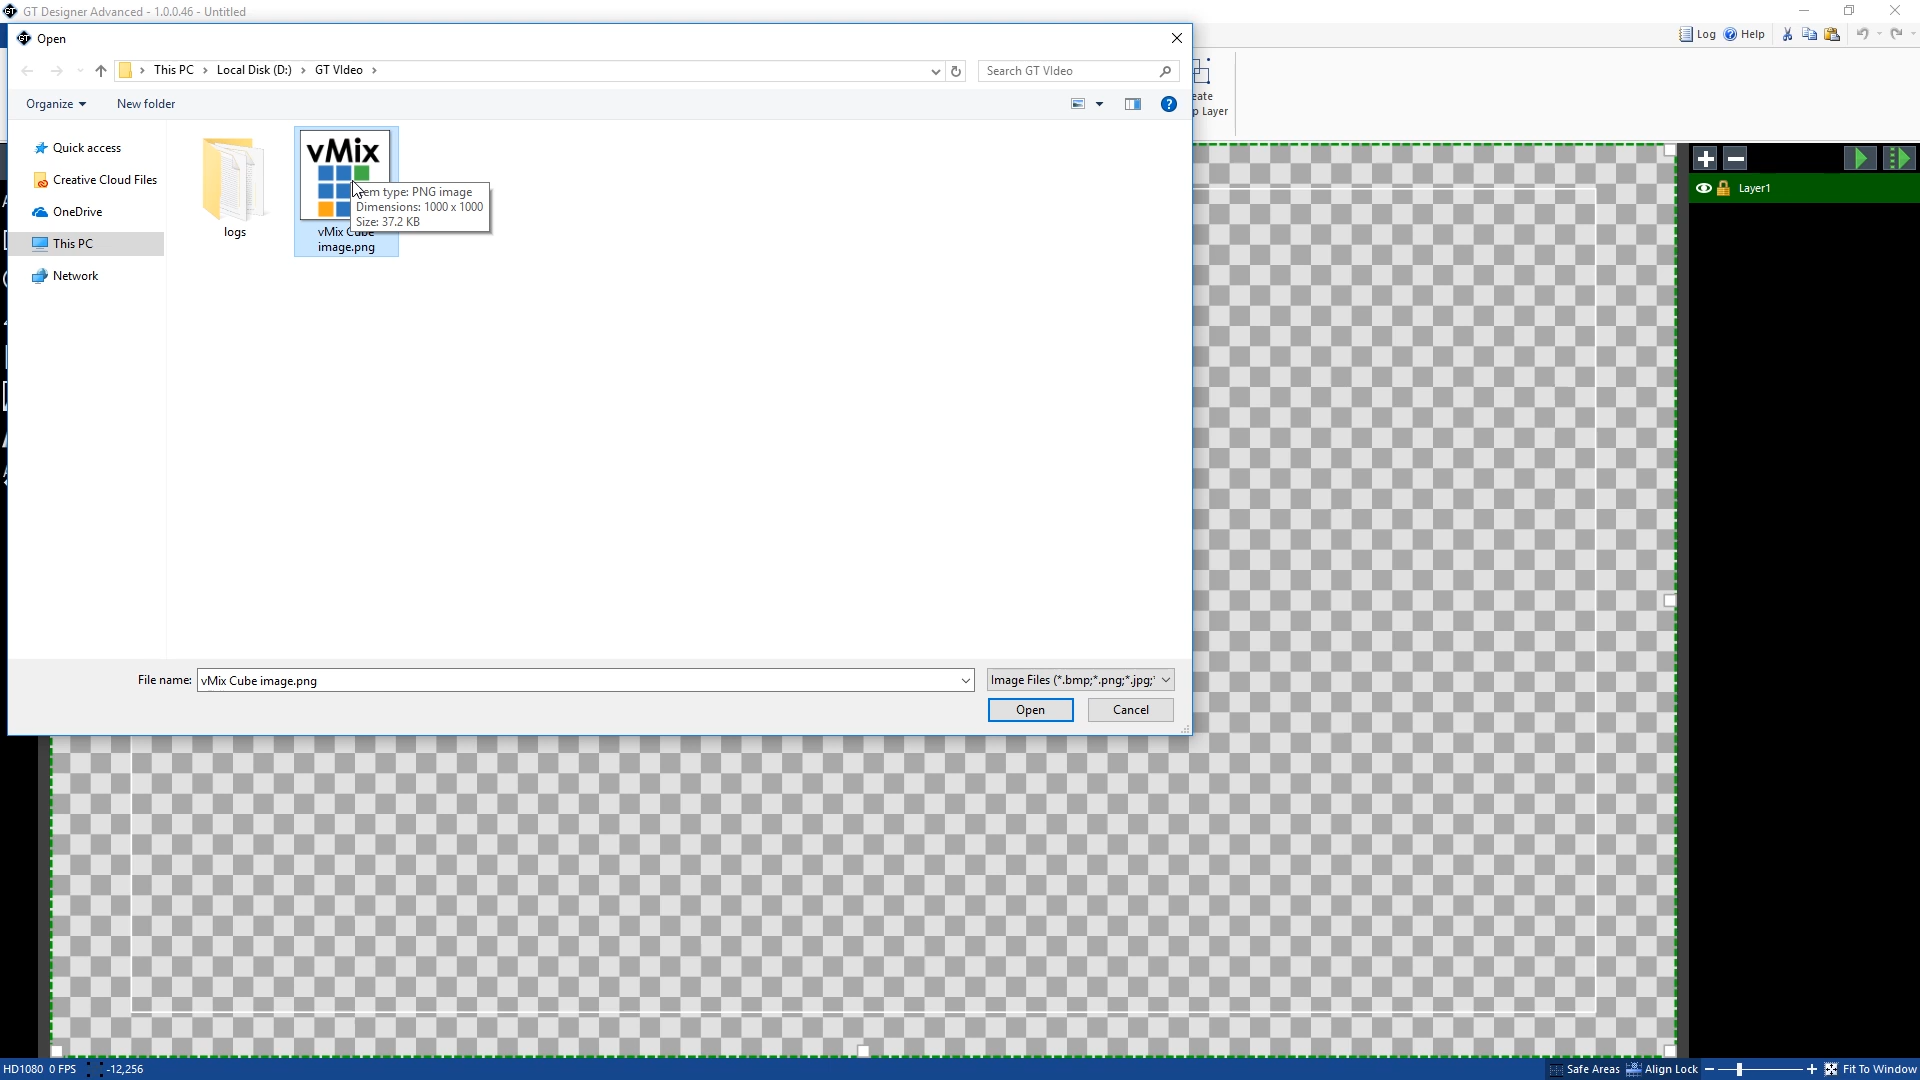 GT Designer Advanced - 1.0.0.46 - Untitled
Open
Log Help
This PC > Local Disk (D:) > GT VIdeo >
Search GT VIdeo
Organize New folder
eate
p Layer
Quick access
Creative Cloud Files
OneDrive
This PC
Network
logs
vMix
em type: PNG image
Dimensions: 1000 x 1000
Size: 37.2 KB
vMix Cube
image.png
Layer1
File name: vMix Cube image.png
Image Files (*.bmp;*.png;*.jpg;*
Open Cancel
HD1080 0 FPS -12,256
Safe Areas Align Lock Fit To Window